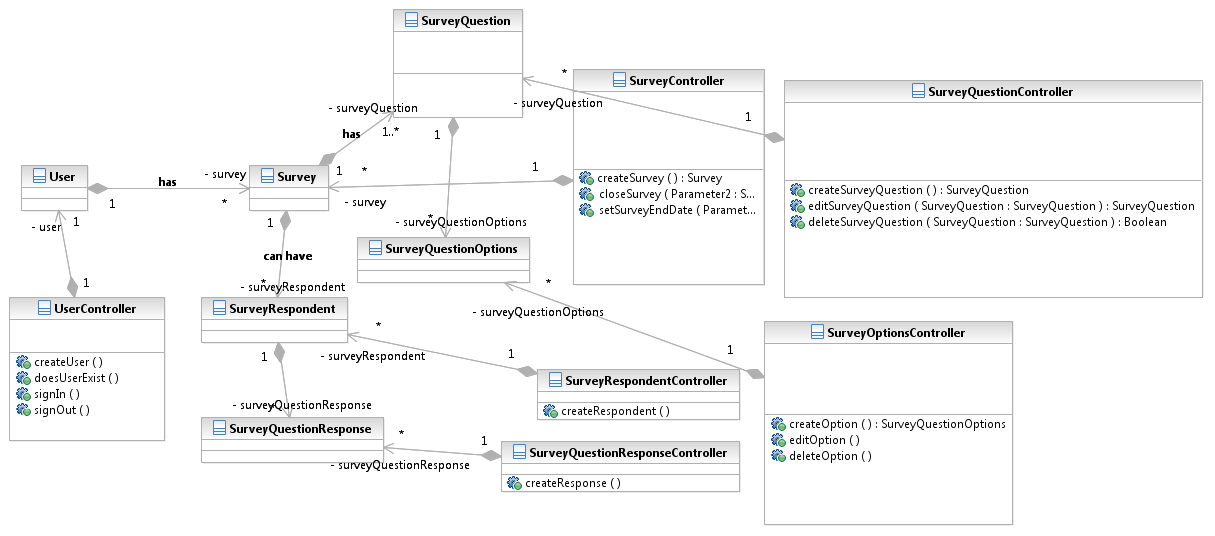 SurveyQuestion
- surveyQuestion
1..*
has
1
SurveyController
createSurvey ( ) : Survey
closeSurvey ( Parameter2 : S...
setSurveyEndDate ( Paramet...
*
- surveyQuestion
1
SurveyQuestionController
createSurveyQuestion ( ) : SurveyQuestion
editSurveyQuestion ( SurveyQuestion : SurveyQuestion ) : SurveyQuestion
deleteSurveyQuestion ( SurveyQuestion : SurveyQuestion ) : Boolean
User
1
has
- survey
*
Survey
1
*
- survey
1
- user
1
1
UserController
createUser ( )
doesUserExist ( )
signIn ( )
signOut ( )
1
can have
*
- surveyRespondent
SurveyRespondent
*
- surveyQuestionOptions
SurveyQuestionOptions
*
- surveyQuestionOptions
1
SurveyOptionsController
createOption ( ) : SurveyQuestionOptions
editOption ( )
deleteOption ( )
*
- surveyRespondent
1
SurveyRespondentController
createRespondent ( )
1
- surveyQuestionResponse
*
SurveyQuestionResponse
*
- surveyQuestionResponse
1
SurveyQuestionResponseController
createResponse ( )